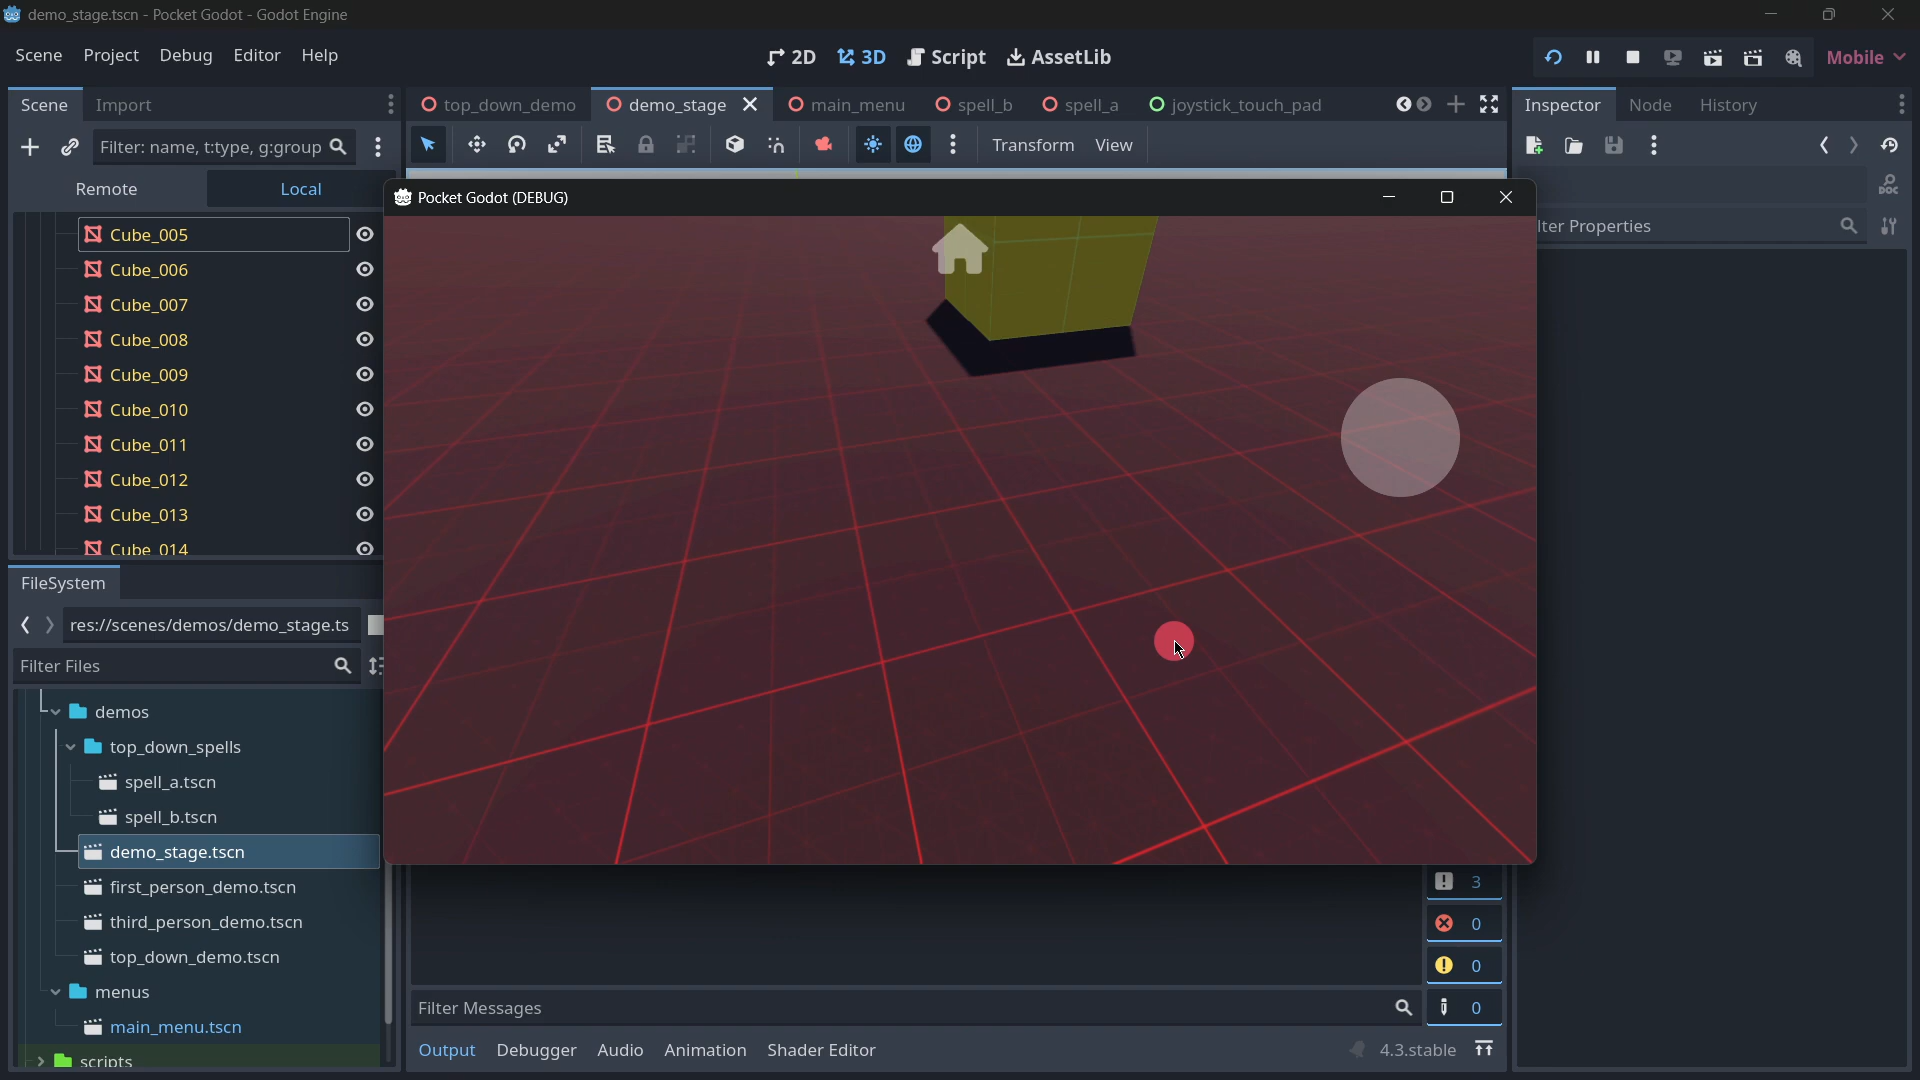 demo_stage.tscn - Pocket Godot - Godot Engine
Scene Project Debug Editor Help
2D 3D Script AssetLib
Mobile
Scene Import
top_down_demo demo_stage main_menu spell_b spell_a joystick_touch_pad
Inspector Node History
Filter: name, t:type, g:group
Transform View
Remote Local
Pocket Godot (DEBUG)
lter Properties
Cube_005
Cube_006
Cube_007
Cube_008
Cube_009
Cube_010
Cube_011
Cube_012
Cube_013
Cube_014
FileSystem
res://scenes/demos/demo_stage.ts
Filter Files
demos
top_down_spells
spell_a.tscn
spell_b.tscn
demo_stage.tscn
first_person_demo.tscn
third_person_demo.tscn
top_down_demo.tscn
menus
main_menu.tscn
scripts
3
0
0
0
Filter Messages
Output Debugger Audio Animation Shader Editor
4.3.stable